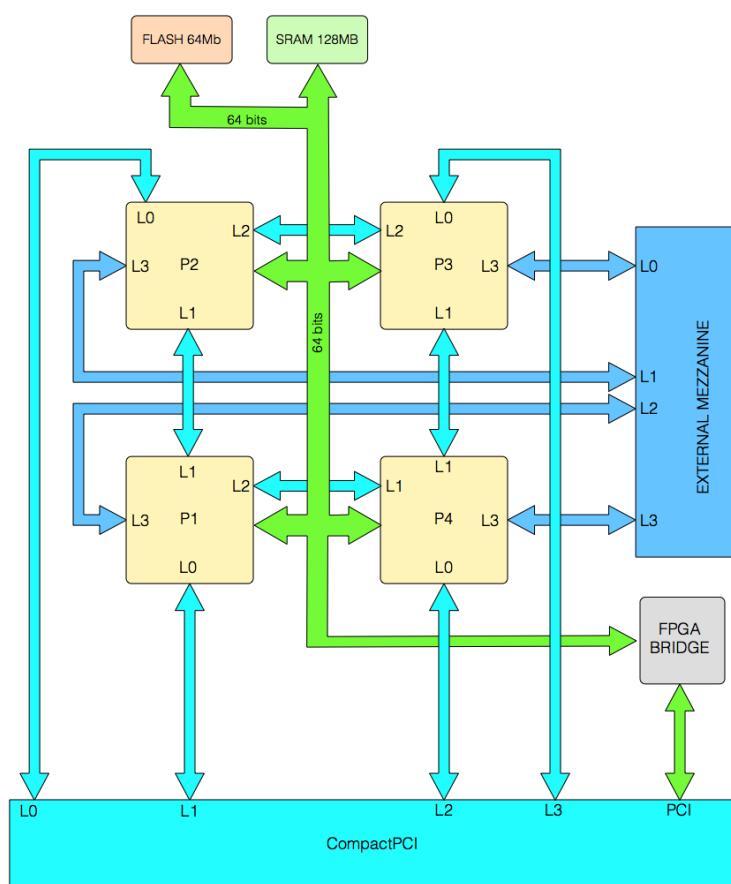 FLASH 64Mb
SRAM 128MB
64 bits
L0
L2
L3
P2
L1
L0
L2
P3
L3
L1
L0
L1
L2
L3
EXTERNAL MEZZANINE
64 bits
L1
L2
L3
P1
L0
L1
L1
P4
L3
L0
FPGA
BRIDGE
L0
L1
L2
L3
PCI
CompactPCI